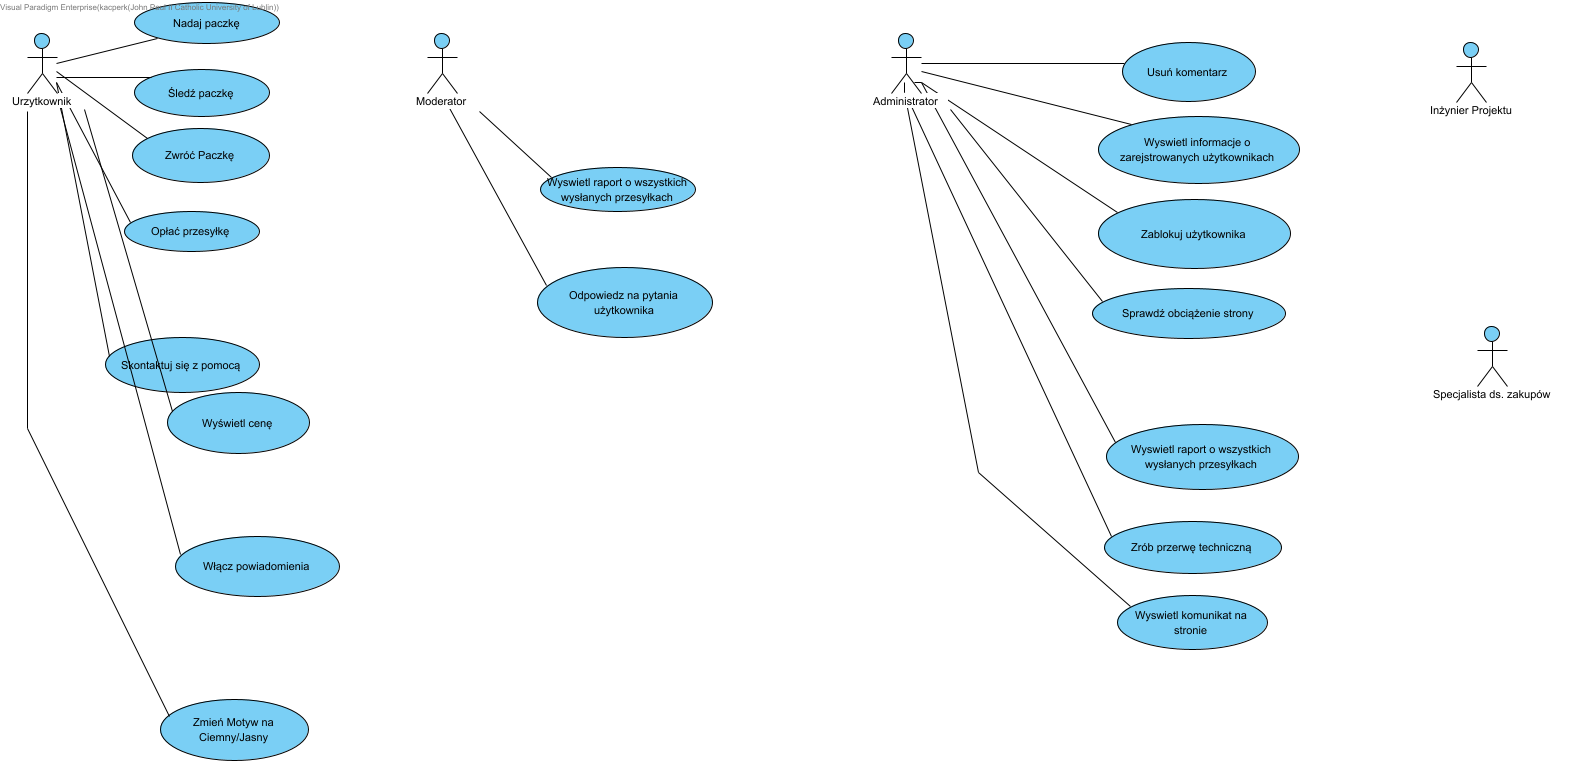 Visual Paradigm Enterprise(kacperk(John Paul II Catholic University of Lublin))
Nadaj paczkę
Urzytkownik
Śledź paczkę
Zwróć Paczkę
Opłać przesyłkę
Skontaktuj się z pomocą
Wyświetl cenę
Włącz powiadomienia
Zmień Motyw na
Ciemny/Jasny
Moderator
Wyswietl raport o wszystkich
wysłanych przesyłkach
Odpowiedz na pytania
użytkownika
Administrator
Usuń komentarz
Wyswietl informacje o
zarejstrowanych użytkownikach
Zablokuj użytkownika
Sprawdź obciążenie strony
Wyswietl raport o wszystkich
wysłanych przesyłkach
Zrób przerwę techniczną
Wyswietl komunikat na
stronie
Inżynier Projektu
Specjalista ds. zakupów